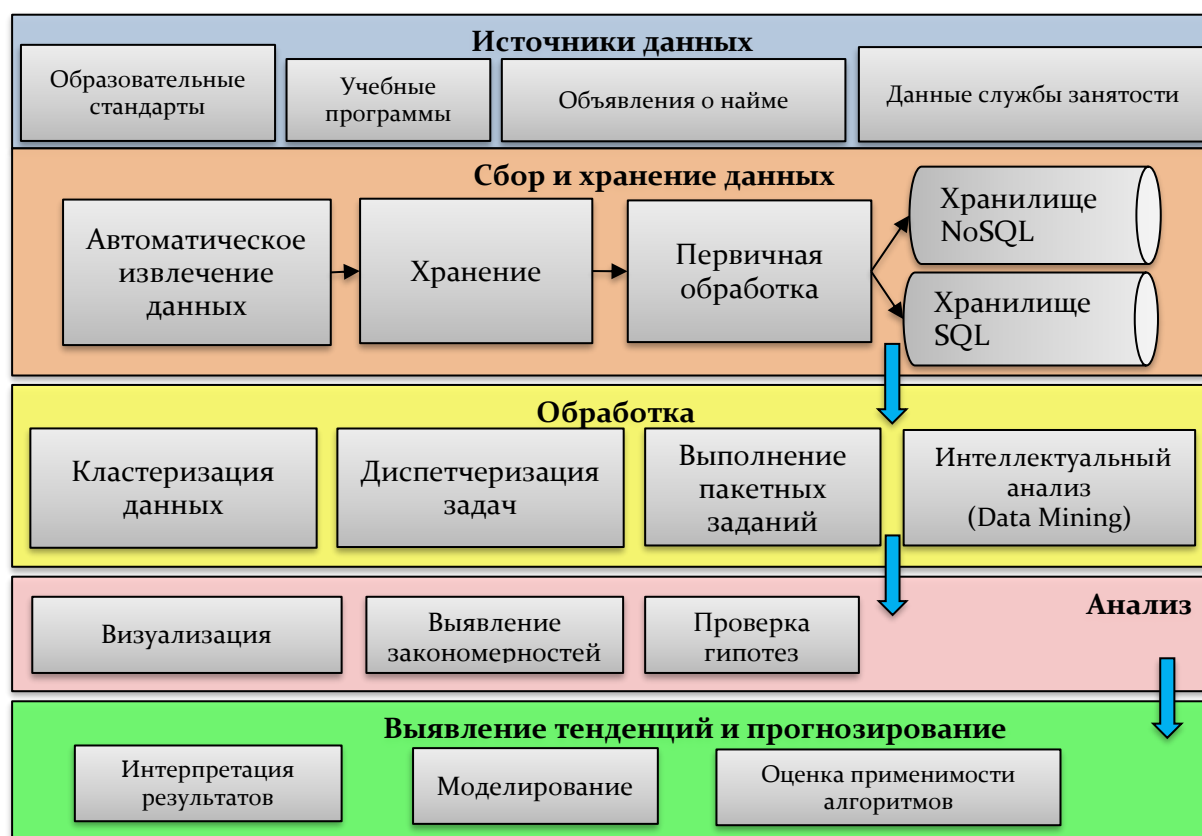 Источники данных
Образовательные
стандарты
Учебные
программы
Объявления о найме
Данные службы занятости
Сбор и хранение данных
Автоматическое
извлечение
данных
Хранение
Первичная
обработка
Хранилище
NoSQL
Хранилище
SQL
Обработка
Кластеризация
данных
Диспетчеризация
задач
Выполнение
пакетных
заданий
Интеллектуальный
анализ
(Data Mining)
Анализ
Визуализация
Выявление
закономерностей
Проверка
гипотез
Выявление тенденций и прогнозирование
Интерпретация
результатов
Моделирование
Оценка применимости
алгоритмов